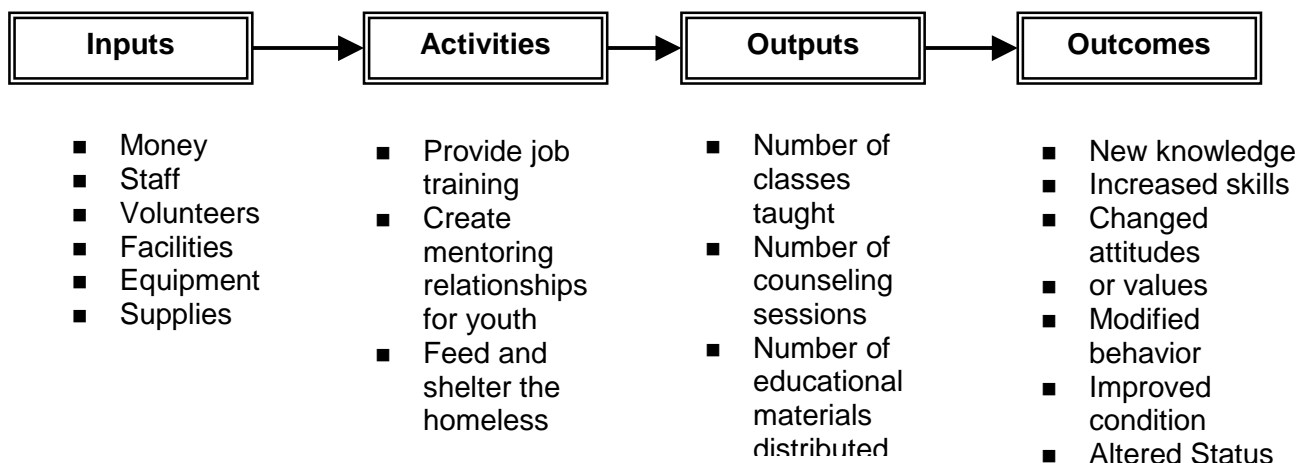 Inputs
Activities
Outputs
Outcomes
■ Money
■ Staff
■ Volunteers
■ Facilities
■ Equipment
■ Supplies
■ Provide job
training
■ Create
mentoring
relationships
for youth
■ Feed and
shelter the
homeless
■ Number of
classes
taught
■ Number of
counseling
sessions
■ Number of
educational
materials
distributed
■ New knowledge
■ Increased skills
■ Changed
attitudes
■ or values
■ Modified
behavior
■ Improved
condition
■ Altered Status